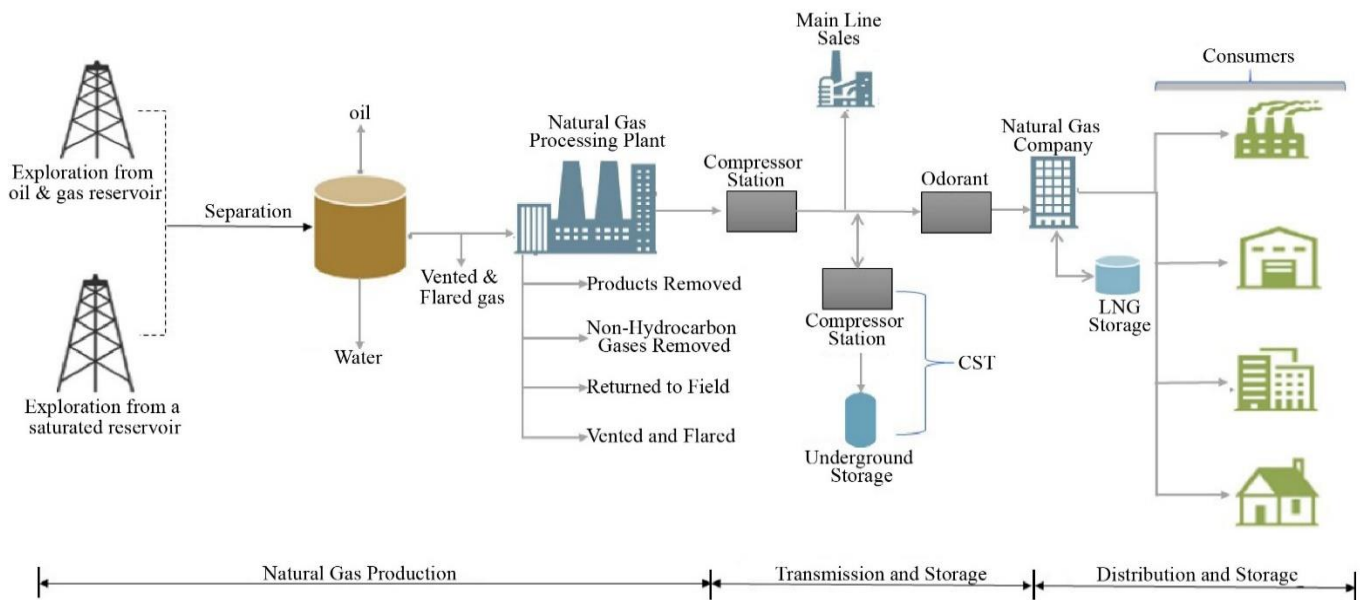 Main Line
Sales
Consumers
oil
Natural Gas
Processing Plant
Natural Gas
Company
Compressor
Station
Odorant
Exploration from
oil & gas reservoir
Separation
Vented &
Flared gas
Products Removed
LNG
Storage
Compressor
Station
Non-Hydrocarbon
Gases Removed
Water
CST
Returned to Field
Exploration from a
saturated reservoir
Vented and Flared
Underground
Storage
Natural Gas Production
Transmission and Storage
Distribution and Storage